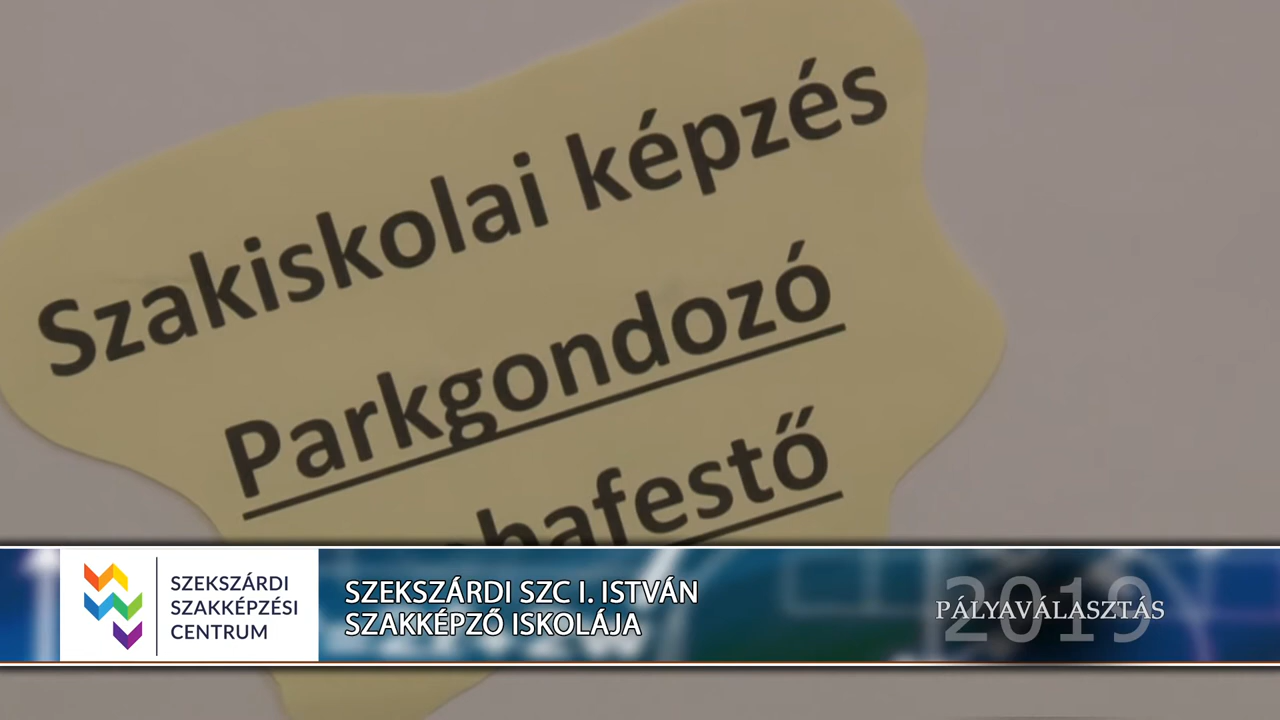 Szakiskolai képzés
Parkgondozó
SZEKSZÁRDI
SZAKKÉPZÉSI
CENTRUM
SZEKSZÁRDI SZC I. ISTVÁN
SZAKKÉPZŐ ISKOLÁJA
2019
PÁLYAVÁLASZTÁS